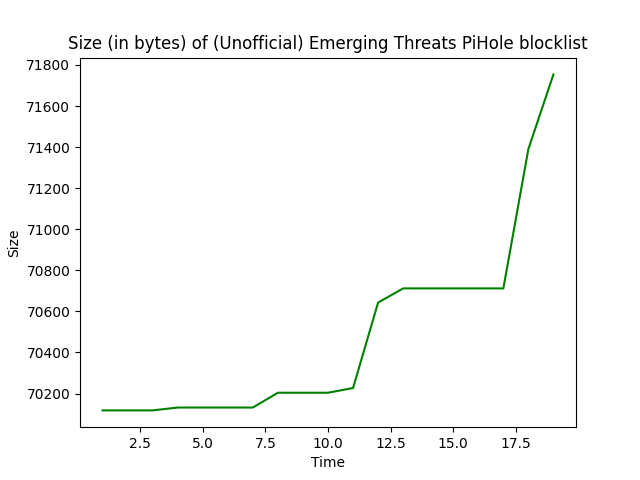 Size (in bytes) of (Unofficial) Emerging Threats PiHole blocklist
71800
71600
71400
71200
71000
70800
70600
70400
70200
Size
2.5 5.0 7.5 10.0 12.5 15.0 17.5
Time